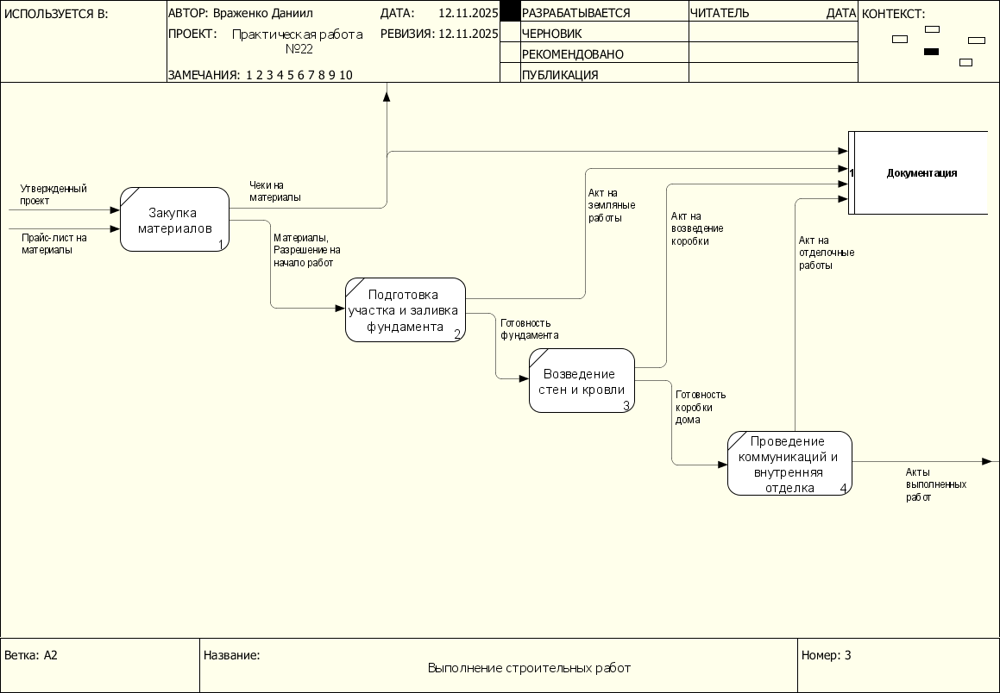 ИСПОЛЬЗУЕТСЯ В:
АВТОР: Враженко Даниил
ДАТА: 12.11.2025
ПРОЕКТ: Практическая работа
№22
РЕВИЗИЯ: 12.11.2025
ЗАМЕЧАНИЯ: 1 2 3 4 5 6 7 8 9 10
РАЗРАБАТЫВАЕТСЯ
ЧЕРНОВИК
РЕКОМЕНДОВАНО
ПУБЛИКАЦИЯ
ЧИТАТЕЛЬ
ДАТА
КОНТЕКСТ:
Утвержденный
проект
Прайс-лист на
материалы
Закупка
материалов
1
Чеки на
материалы
Материалы,
Разрешение на
начало работ
Подготовка
участка и заливка
фундамента
2
Акт на
земляные
работы
Готовность
фундамента
Возведение
стен и кровли
3
Акт на
возведение
коробки
Готовность
коробки
дома
Проведение
коммуникаций и
внутренняя
отделка
4
Акт на
отделочные
работы
1
Документация
Акты
выполненных
работ
Ветка: A2
Название:
Выполнение строительных работ
Номер: 3